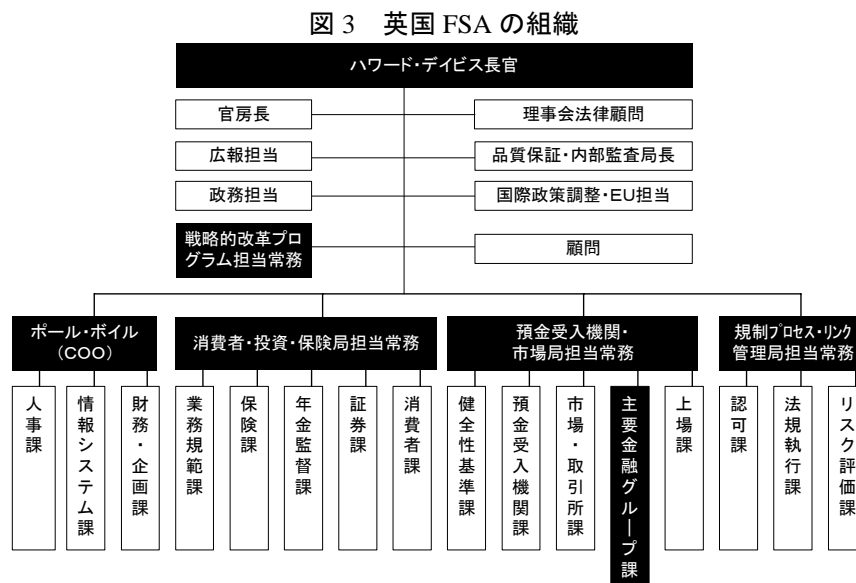 図 3　英国 FSA の組織
ハワード・デイビス長官
官房長
理事会法律顧問
広報担当
品質保証・内部監査局長
政務担当
国際政策調整・EU担当
戦略的改革プロ
グラム担当常務
顧問
ポール・ボイル
（COO）
消費者・投資・保険局担当常務
預金受入機関・
市場局担当常務
規制プロセス・リンク
管理局担当常務
人事課
情報システム課
財務・企画課
業務規範課
保険課
年金監督課
証券課
消費者課
健全性基準課
預金受入機関課
市場・取引所課
主要金融グループ課
上場課
認可課
法規執行課
リスク評価課